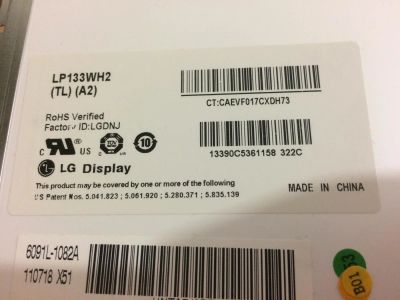 LP133WH2
(TL) (A2)
CT:CAEVF017CXDH73
RoHS Verified
Factory ID:LGDNJ
C US
10
13390C5361158 322C
LG Display
This product may be covered by one or more of the following
U S Patent Nos. 5.041.823 ; 5.061.920 ; 5.280.371 ; 5.835.139
MADE IN CHINA
6091L-1082A
110718 X51
B01